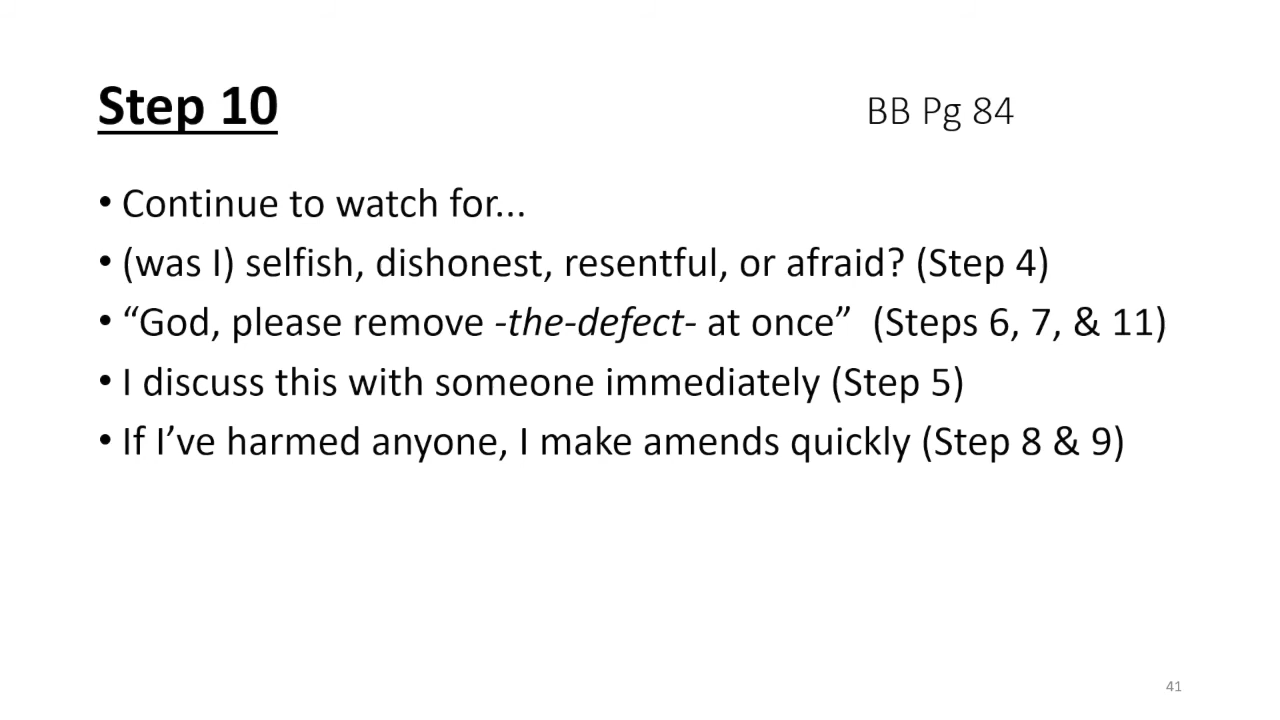 Step 10
BB Pg 84
• Continue to watch for...
• (was I) selfish, dishonest, resentful, or afraid? (Step 4)
• “God, please remove -the-defect- at once”  (Steps 6, 7, & 11)
• I discuss this with someone immediately (Step 5)
• If I’ve harmed anyone, I make amends quickly (Step 8 & 9)
41